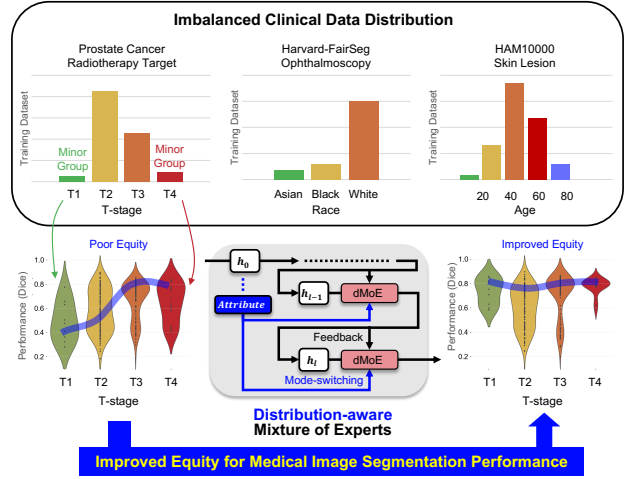 Imbalanced Clinical Data Distribution
Prostate Cancer
Radiotherapy Target
Training Dataset
Minor
Group
Minor
Group
T1 T2 T3 T4
T-stage
Harvard-FairSeg
Ophthalmoscopy
Training Dataset
Asian Black White
Race
HAM10000
Skin Lesion
Training Dataset
20 40 60 80
Age
Poor Equity
Performance (Dice)
1.0
0.8
0.6
0.4
0.2
T1 T2 T3 T4
T-stage
h0
Attribute
hl−1
dMoE
Feedback
hl
dMoE
Mode-switching
Distribution-aware
Mixture of Experts
Improved Equity
Performance (Dice)
1.0
0.8
0.6
0.4
0.2
T1 T2 T3 T4
T-stage
Improved Equity for Medical Image Segmentation Performance